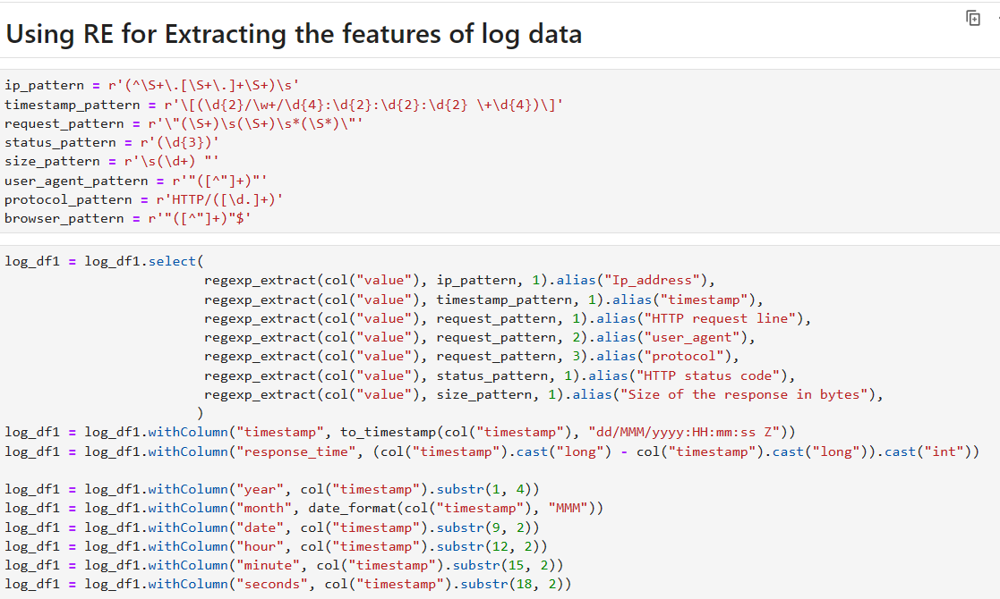 Using RE for Extracting the features of log data
ip_pattern = r'(^\S+\.[\S+\.]+\S+)\s'
timestamp_pattern = r'\[(\d{2}/\w+/\d{4}:\d{2}:\d{2}:\d{2} \+\d{4})\]'
request_pattern = r'\"(\S+)\s(\S+)\s*(\S*)\"'
status_pattern = r'(\d{3})'
size_pattern = r'\s(\d+) "'
user_agent_pattern = r'"([^"]+)"'
protocol_pattern = r'HTTP/([\d.]+)'
browser_pattern = r'"([^"]+)"$'
log_df1 = log_df1.select(
regexp_extract(col("value"), ip_pattern, 1).alias("Ip_address"),
regexp_extract(col("value"), timestamp_pattern, 1).alias("timestamp"),
regexp_extract(col("value"), request_pattern, 1).alias("HTTP request line"),
regexp_extract(col("value"), request_pattern, 2).alias("user_agent"),
regexp_extract(col("value"), request_pattern, 3).alias("protocol"),
regexp_extract(col("value"), status_pattern, 1).alias("HTTP status code"),
regexp_extract(col("value"), size_pattern, 1).alias("Size of the response in bytes"),
)
log_df1 = log_df1.withColumn("timestamp", to_timestamp(col("timestamp"), "dd/MMM/yyyy:HH:mm:ss Z"))
log_df1 = log_df1.withColumn("response_time", (col("timestamp").cast("long") - col("timestamp").cast("long")).cast("int"))
log_df1 = log_df1.withColumn("year", col("timestamp").substr(1, 4))
log_df1 = log_df1.withColumn("month", date_format(col("timestamp"), "MMM"))
log_df1 = log_df1.withColumn("date", col("timestamp").substr(9, 2))
log_df1 = log_df1.withColumn("hour", col("timestamp").substr(12, 2))
log_df1 = log_df1.withColumn("minute", col("timestamp").substr(15, 2))
log_df1 = log_df1.withColumn("seconds", col("timestamp").substr(18, 2))